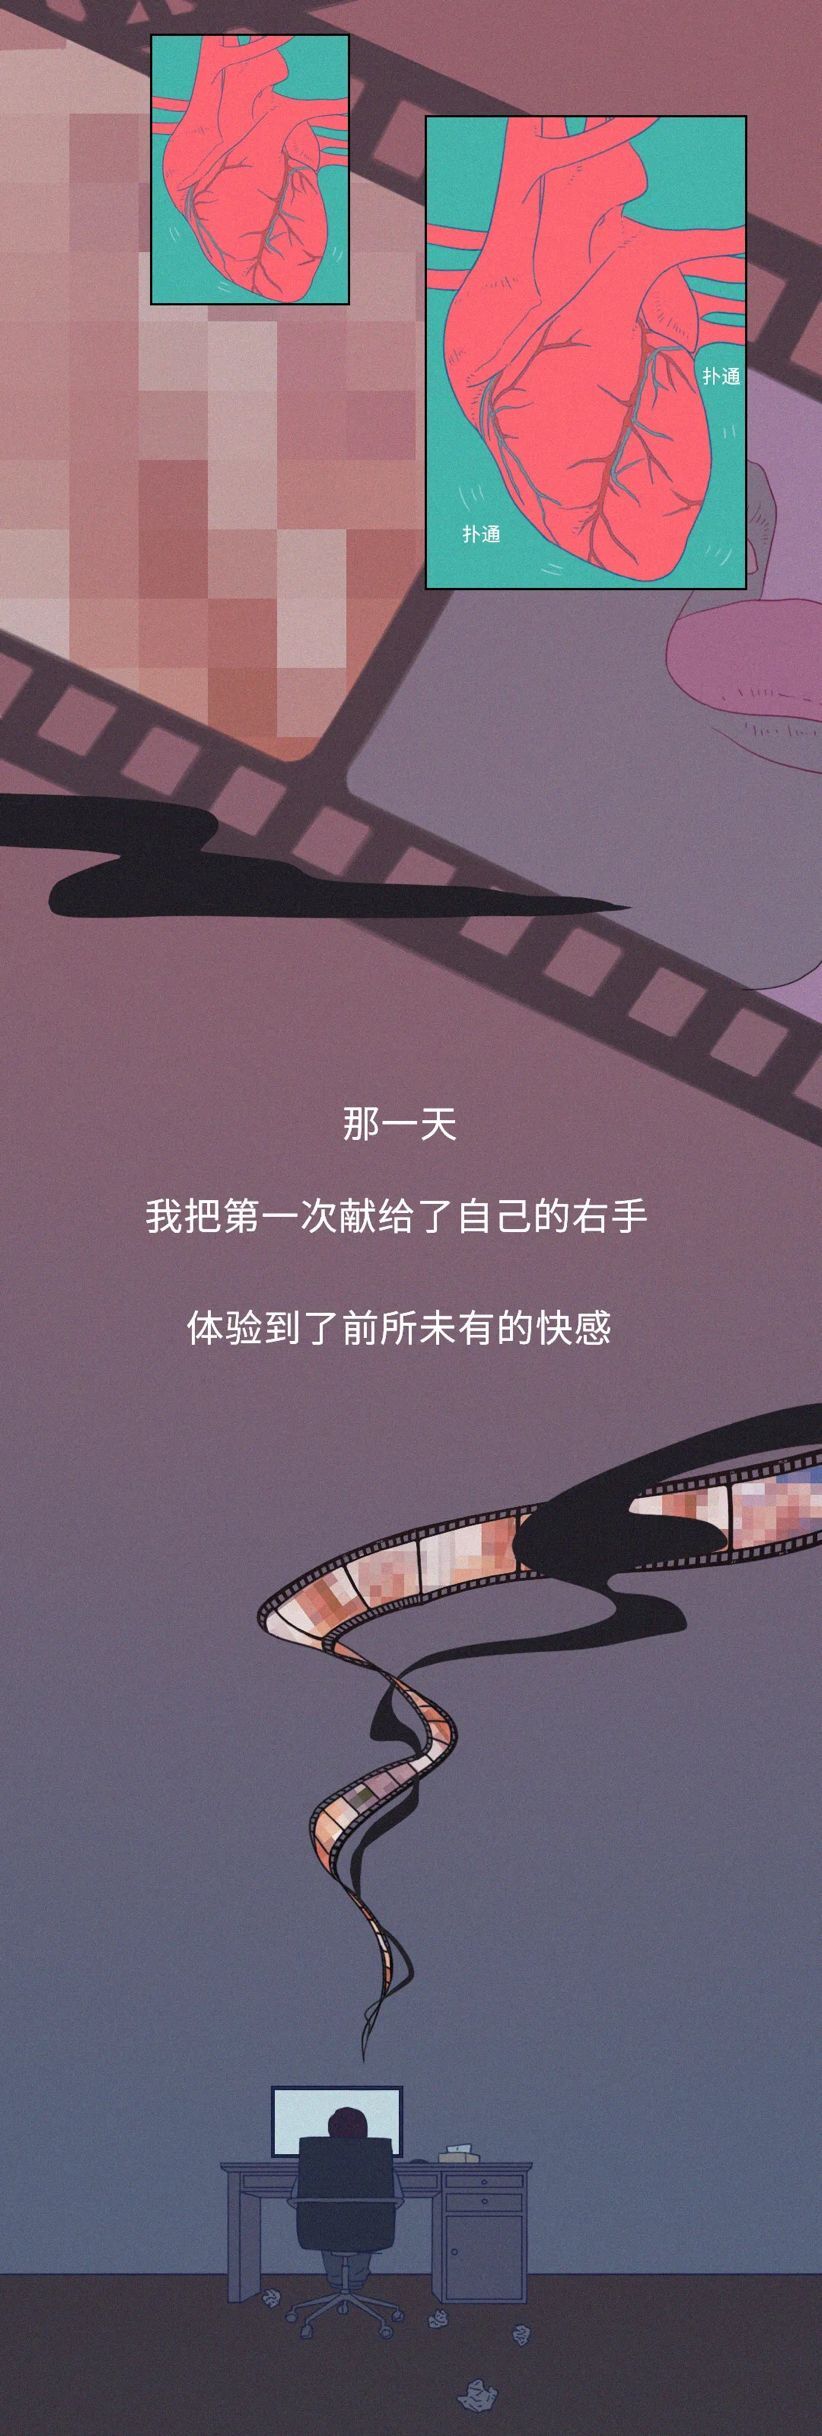 扑通
扑通
那一天
我把第一次献给了自己的右手
体验到了前所未有的快感